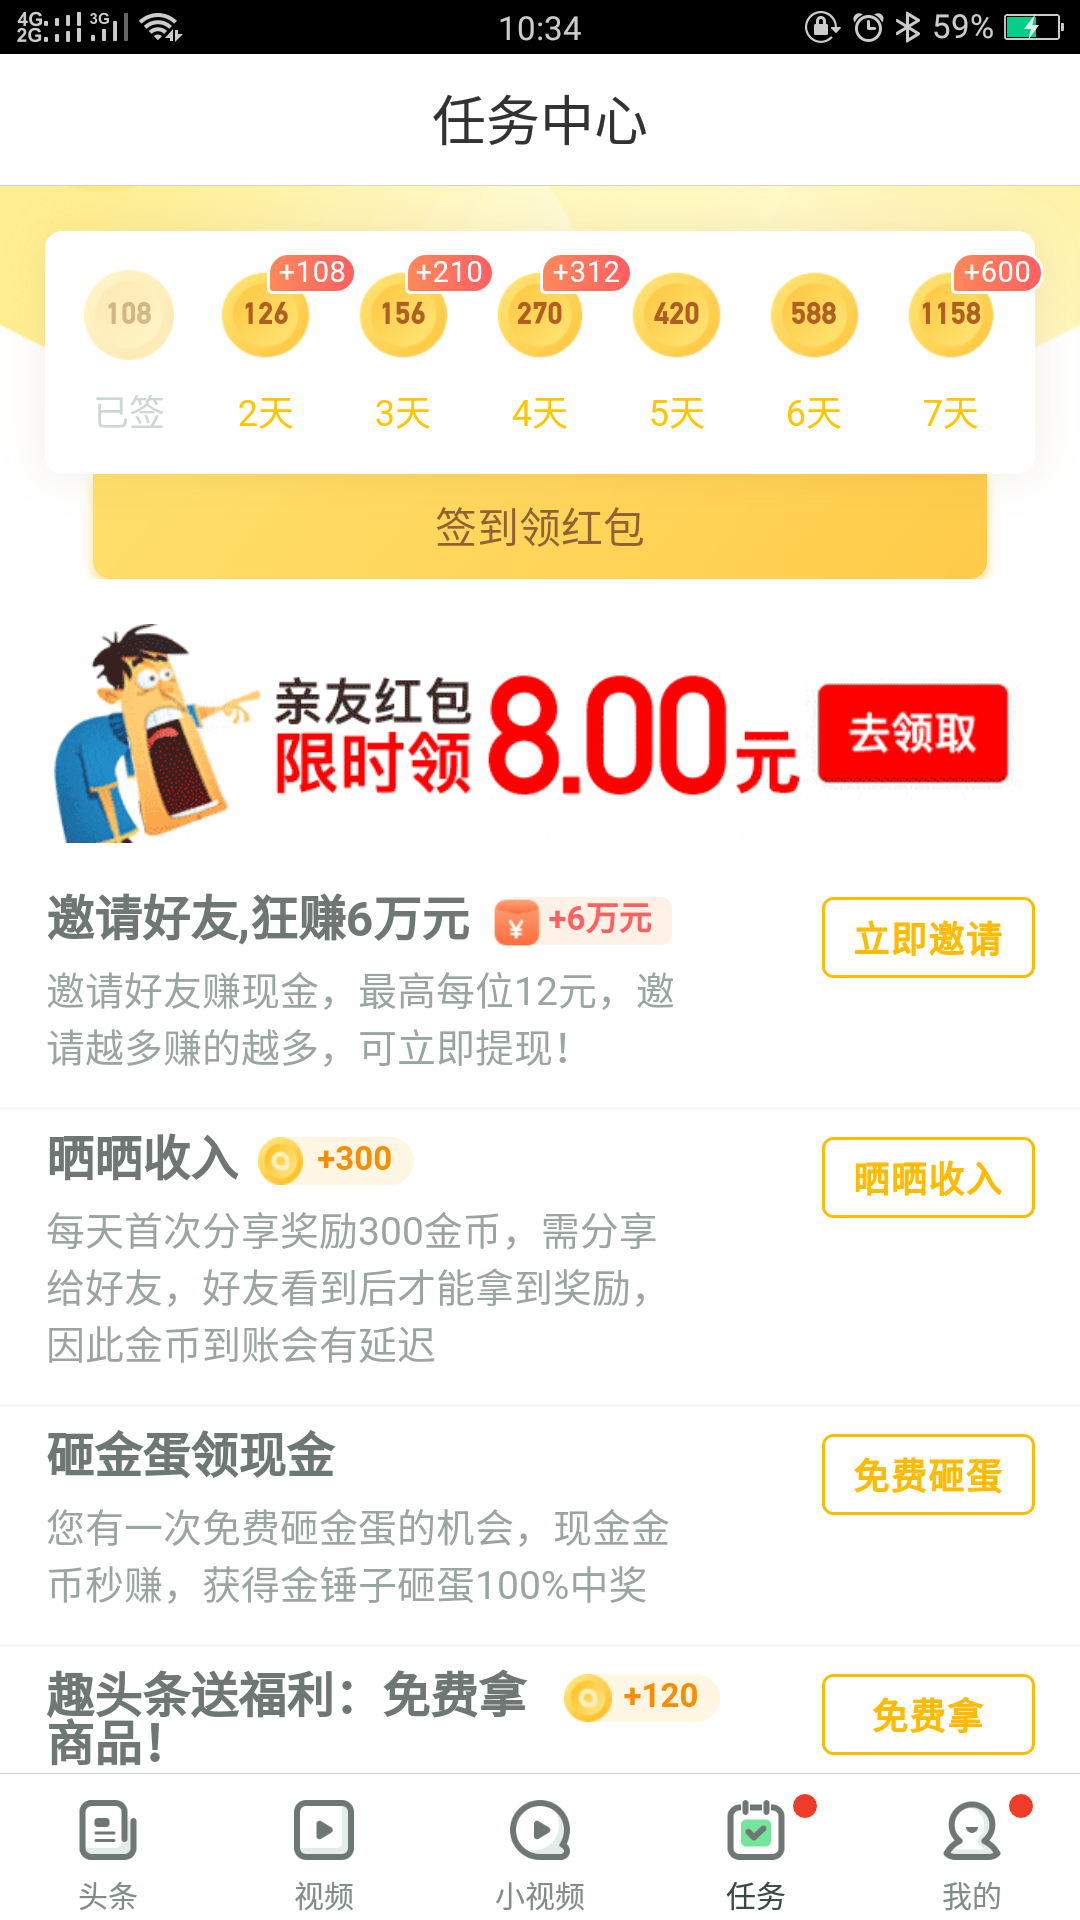 4G 2G 3G 10:34 59%
任务中心
+108 +210 +312 +600
108 126 156 270 420 588 1158
已签 2天 3天 4天 5天 6天 7天
签到领红包
亲友红包
限时领 8.00元 去领取
邀请好友,狂赚6万元 +6万元 立即邀请
邀请好友赚现金，最高每位12元，邀
请越多赚的越多，可立即提现！
晒晒收入 +300 晒晒收入
每天首次分享奖励300金币，需分享
给好友，好友看到后才能拿到奖励，
因此金币到账会有延迟
砸金蛋领现金 免费砸蛋
您有一次免费砸金蛋的机会，现金金
币秒赚，获得金锤子砸蛋100%中奖
趣头条送福利：免费拿 +120 免费拿
商品！
头条 视频 小视频 任务 我的